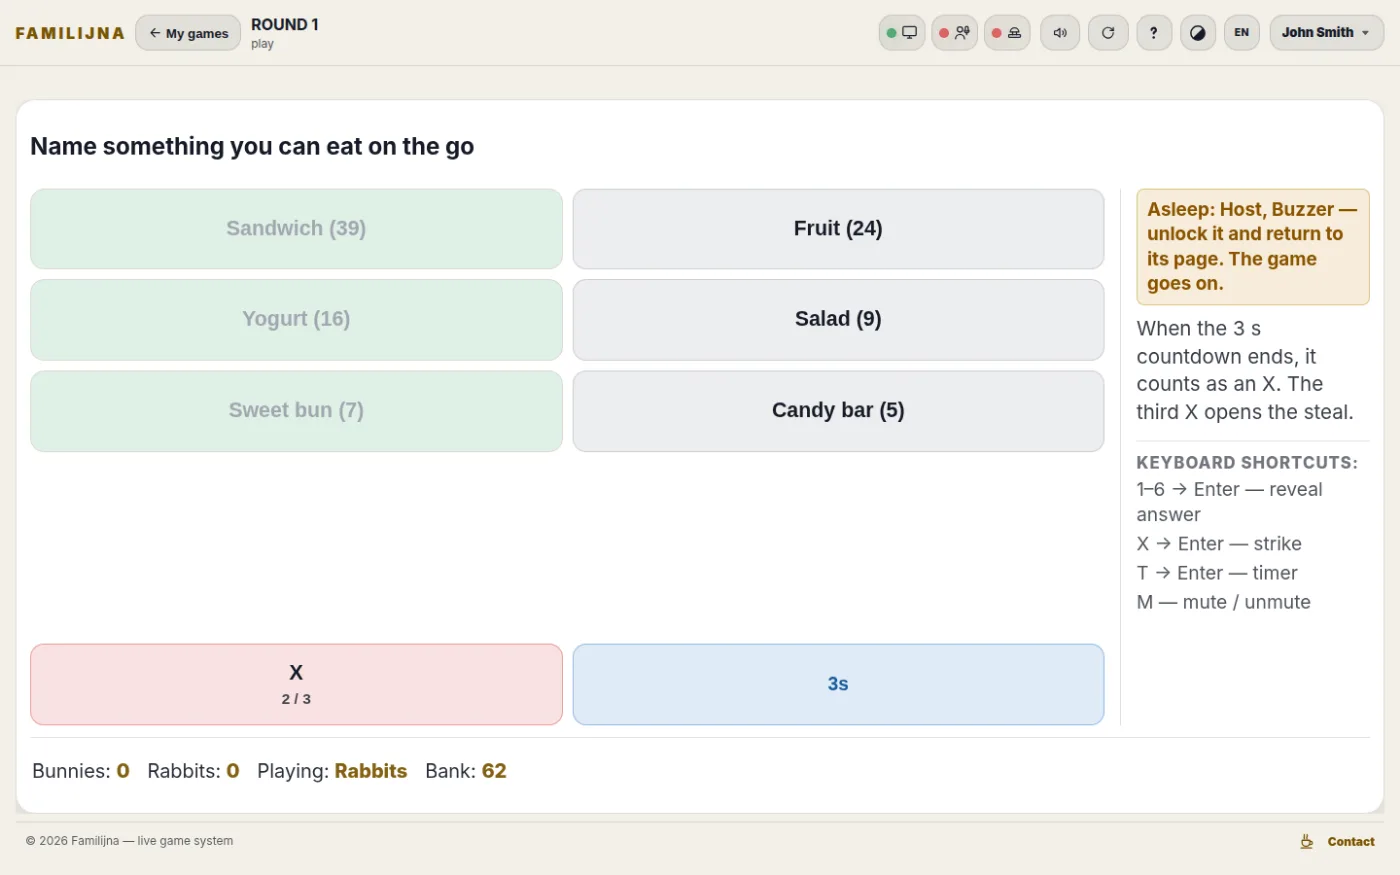 FAMILIJNA
← My games
ROUND 1
play
?
EN
John Smith
Name something you can eat on the go
Sandwich (39)
Fruit (24)
Yogurt (16)
Salad (9)
Sweet bun (7)
Candy bar (5)
X
2 / 3
3s
Asleep: Host, Buzzer —
unlock it and return to
its page. The game
goes on.
When the 3 s
countdown ends, it
counts as an X. The
third X opens the steal.
KEYBOARD SHORTCUTS:
1–6 → Enter — reveal
answer
X → Enter — strike
T → Enter — timer
M — mute / unmute
Bunnies: 0 Rabbits: 0 Playing: Rabbits Bank: 62
© 2026 Familijna — live game system
Contact